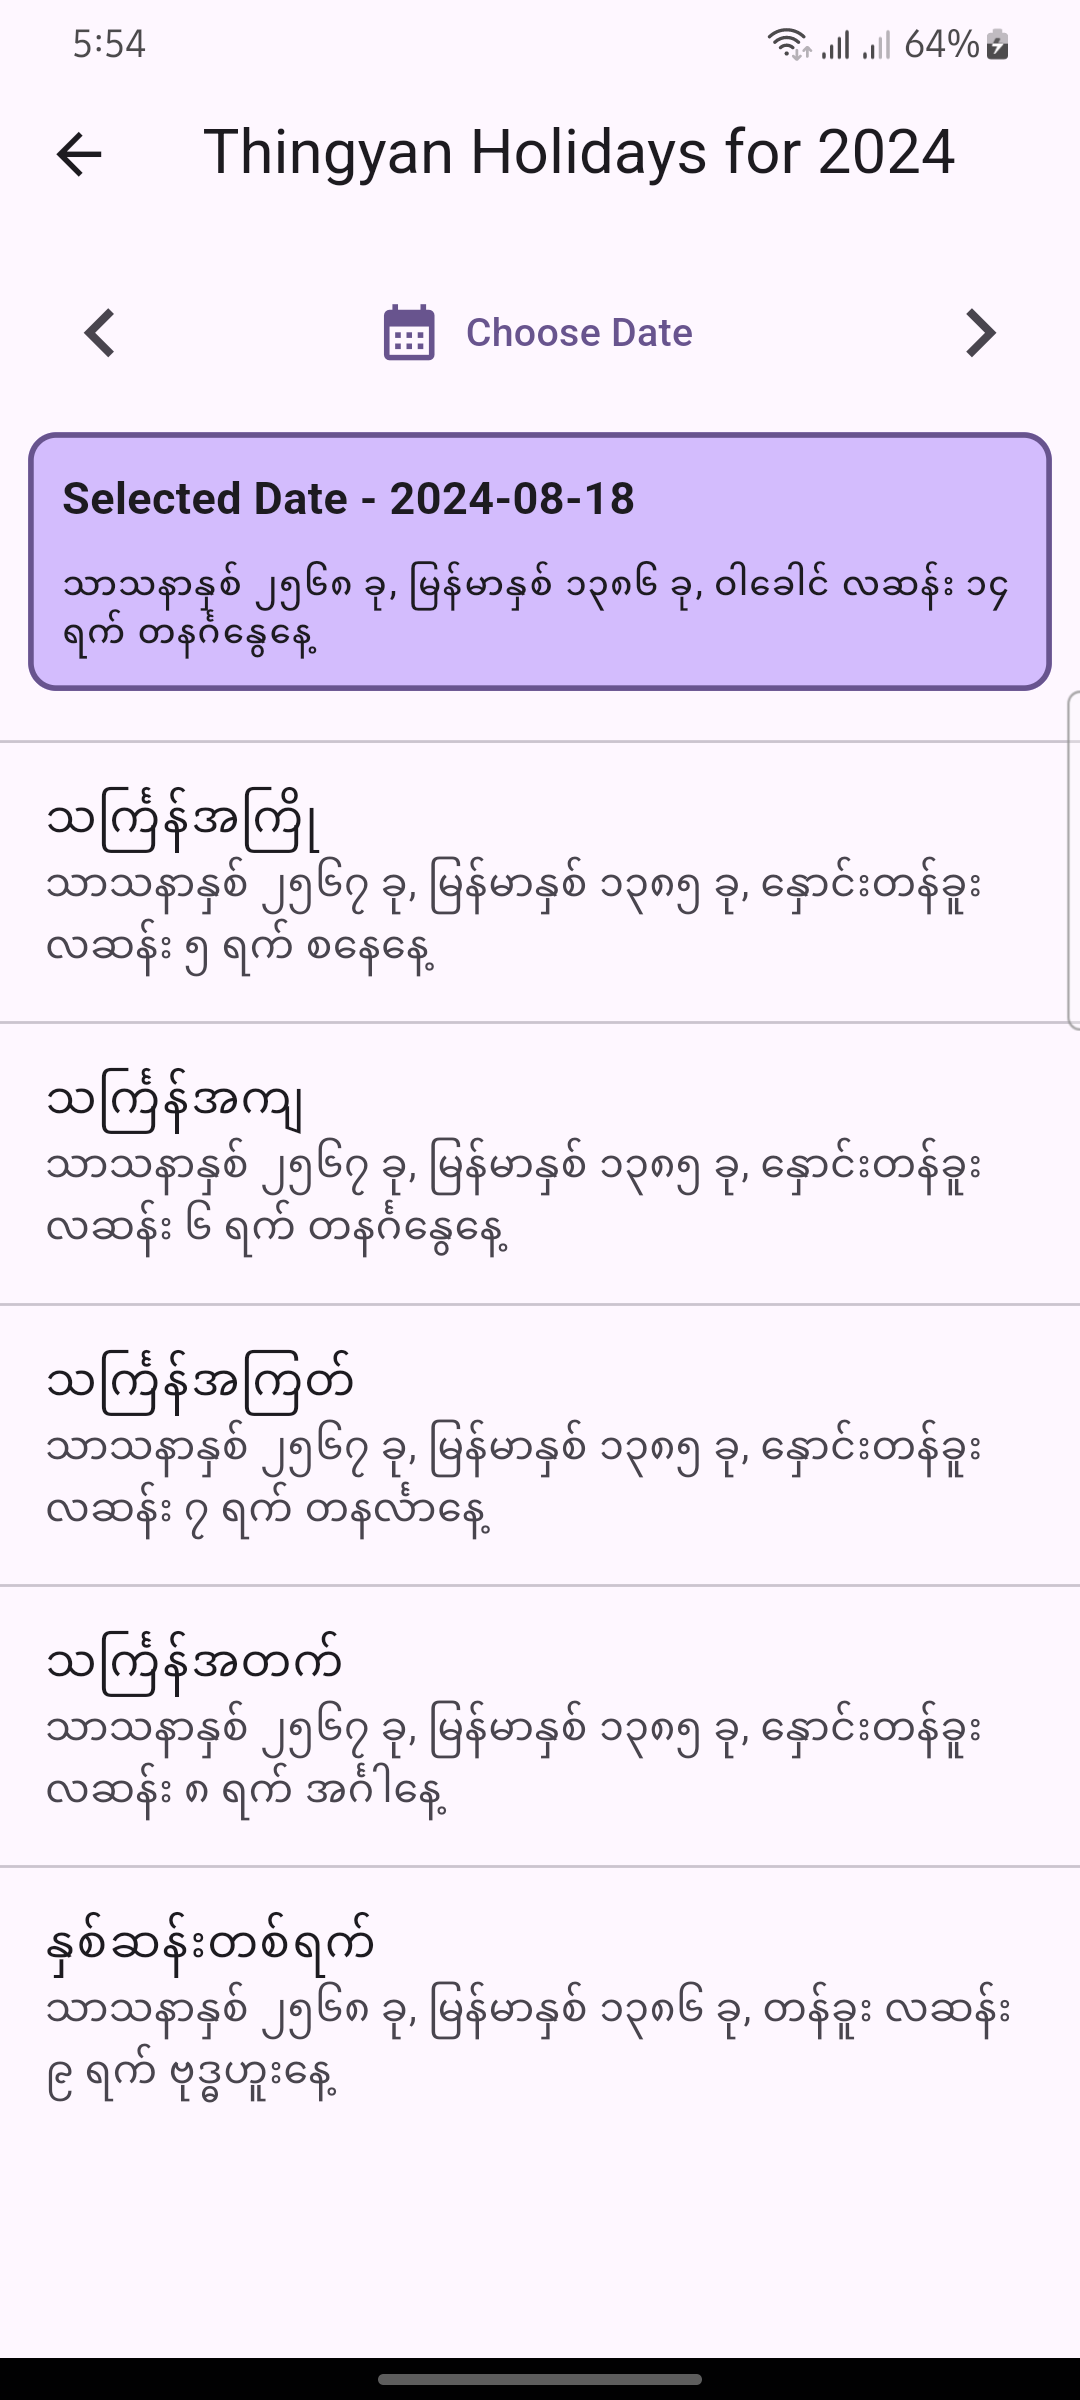 5:54
64%
Thingyan Holidays for 2024
Choose Date
Selected Date - 2024-08-18
သာသနာနှစ် ၂၅၆၈ ခု, မြန်မာနှစ် ၁၃၈၆ ခု, ဝါခေါင် လဆန်း ၁၄
ရက် တနင်္ဂနွေနေ့
သင်္ကြန်အကြို
သာသနာနှစ် ၂၅၆၇ ခု, မြန်မာနှစ် ၁၃၈၅ ခု, နှောင်းတန်ခူး
လဆန်း ၅ ရက် စနေနေ့
သင်္ကြန်အကျ
သာသနာနှစ် ၂၅၆၇ ခု, မြန်မာနှစ် ၁၃၈၅ ခု, နှောင်းတန်ခူး
လဆန်း ၆ ရက် တနင်္ဂနွေနေ့
သင်္ကြန်အကြတ်
သာသနာနှစ် ၂၅၆၇ ခု, မြန်မာနှစ် ၁၃၈၅ ခု, နှောင်းတန်ခူး
လဆန်း ၇ ရက် တနင်္လာနေ့
သင်္ကြန်အတက်
သာသနာနှစ် ၂၅၆၇ ခု, မြန်မာနှစ် ၁၃၈၅ ခု, နှောင်းတန်ခူး
လဆန်း ၈ ရက် အင်္ဂါနေ့
နှစ်ဆန်းတစ်ရက်
သာသနာနှစ် ၂၅၆၈ ခု, မြန်မာနှစ် ၁၃၈၆ ခု, တန်ခူး လဆန်း
၉ ရက် ဗုဒ္ဓဟူးနေ့